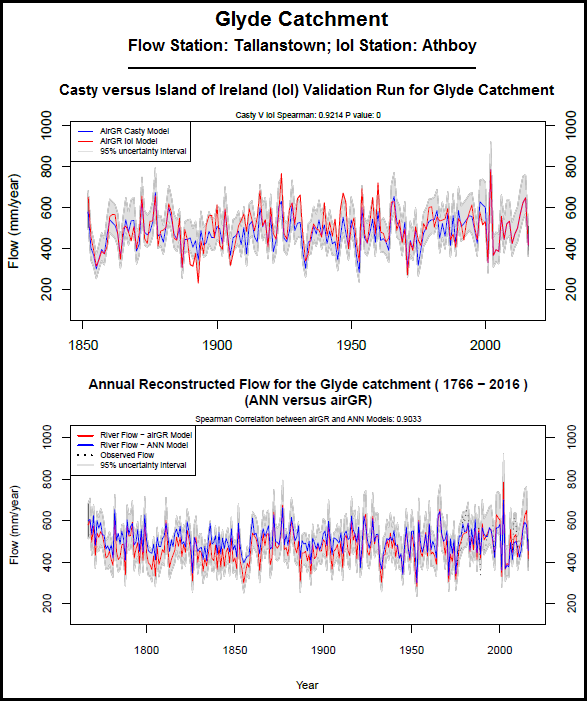 Glyde Catchment
Flow Station: Tallanstown; IoI Station: Athboy
Casty versus Island of Ireland (IoI) Validation Run for Glyde Catchment
Casty V IoI Spearman: 0.9214 P value: 0
AirGR Casty Model
AirGR IoI Model
95% uncertainty interval
Flow (mm/year)
200 400 600 800 1000
200 400 600 800 1000
1850 1900 1950 2000
Annual Reconstructed Flow for the Glyde catchment ( 1766 − 2016 )
(ANN versus airGR)
Spearman Correlation between airGR and ANN Models: 0.9033
River Flow − airGR Model
River Flow − ANN Model
Observed Flow
95% uncertainty interval
Flow (mm/year)
200 400 600 800 1000
200 400 600 800 1000
1800 1850 1900 1950 2000
Year